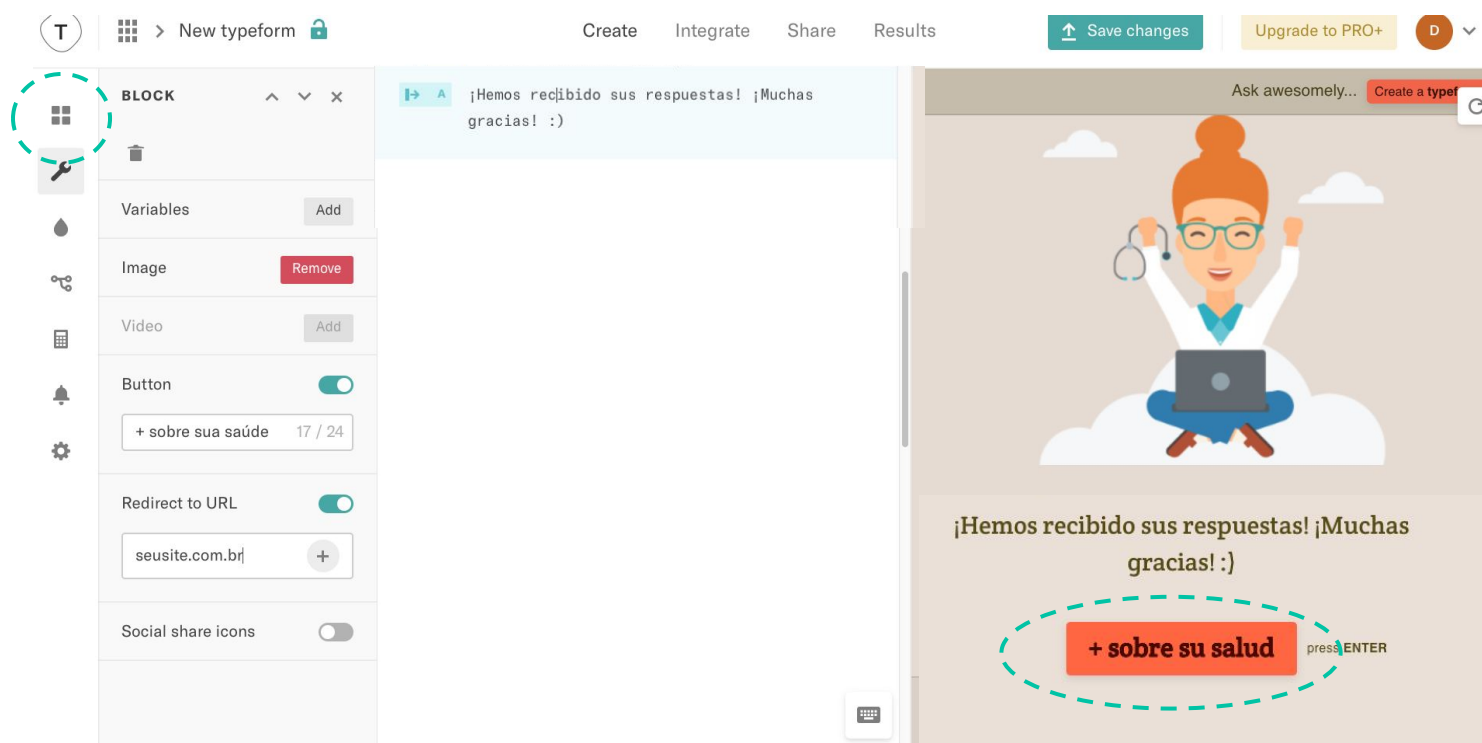 T
New typeform
Create
Integrate
Share
Results
Save changes
Upgrade to PRO+
D
BLOCK
Variables
Add
Image
Remove
Video
Add
Button
+ sobre sua saúde
17 / 24
Redirect to URL
seusite.com.br
+
Social share icons
A
¡Hemos recibido sus respuestas! ¡Muchas
gracias! :)
Ask awesomely...
Create a typef
¡Hemos recibido sus respuestas! ¡Muchas
gracias! :)
+ sobre su salud
press ENTER